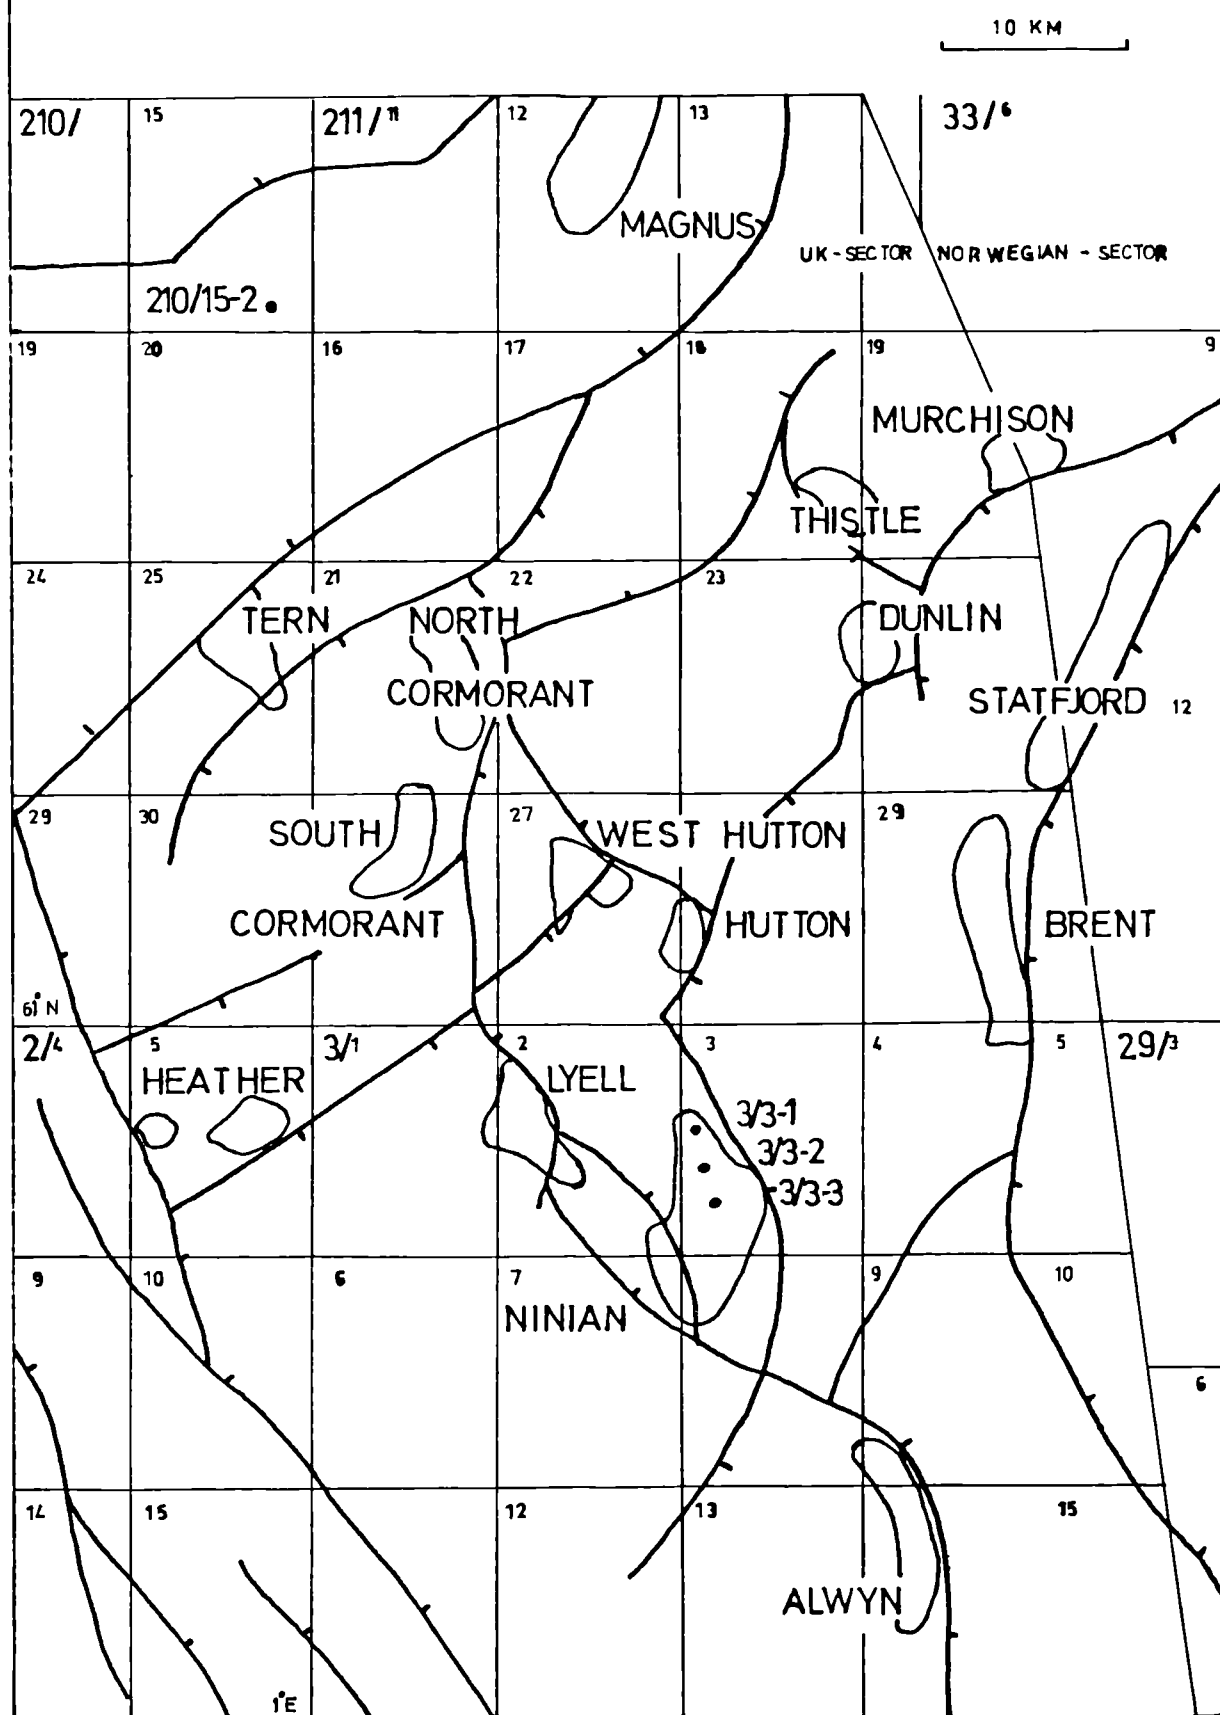 10 KM
210/ 15 211/11 12 13 33/6
MAGNUS
UK-SECTOR NORWEGIAN - SECTOR
210/15-2
19 20 16 17 18 19 9
MURCHISON
THISTLE
24 25 21 22 23
TERN NORTH DUNLIN
CORMORANT STATFJORD 12
29 30 27 29
SOUTH WEST HUTTON
CORMORANT HUTTON BRENT
61°N
2/4 5 3/1 2 3 4 5 29/3
HEATHER LYELL
3/3-1
3/3-2
3/3-3
9 10 6 7 9 10
NINIAN
6
14 15 12 13 15
ALWYN
1°E